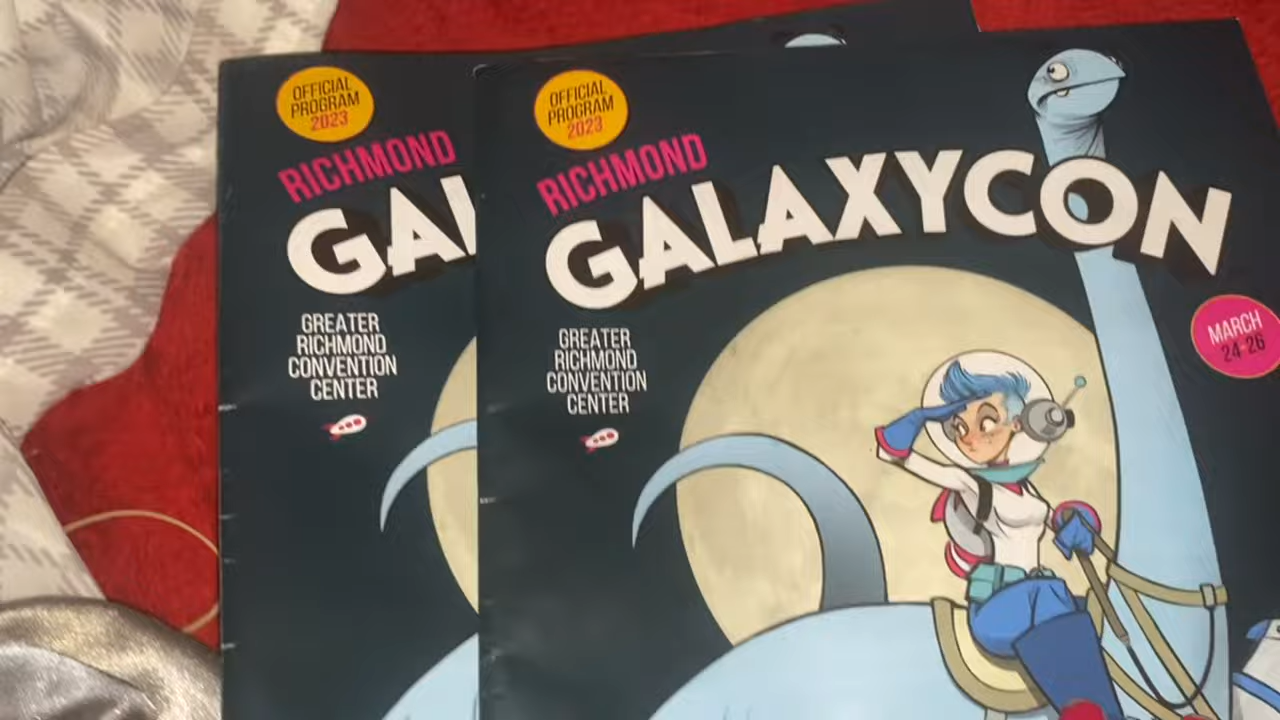 OFFICIAL
PROGRAM
2023
RICHMOND
GA
GREATER
RICHMOND
CONVENTION
CENTER
OFFICIAL
PROGRAM
2023
RICHMOND
GALAXYCON
GREATER
RICHMOND
CONVENTION
CENTER
MARCH
24-26